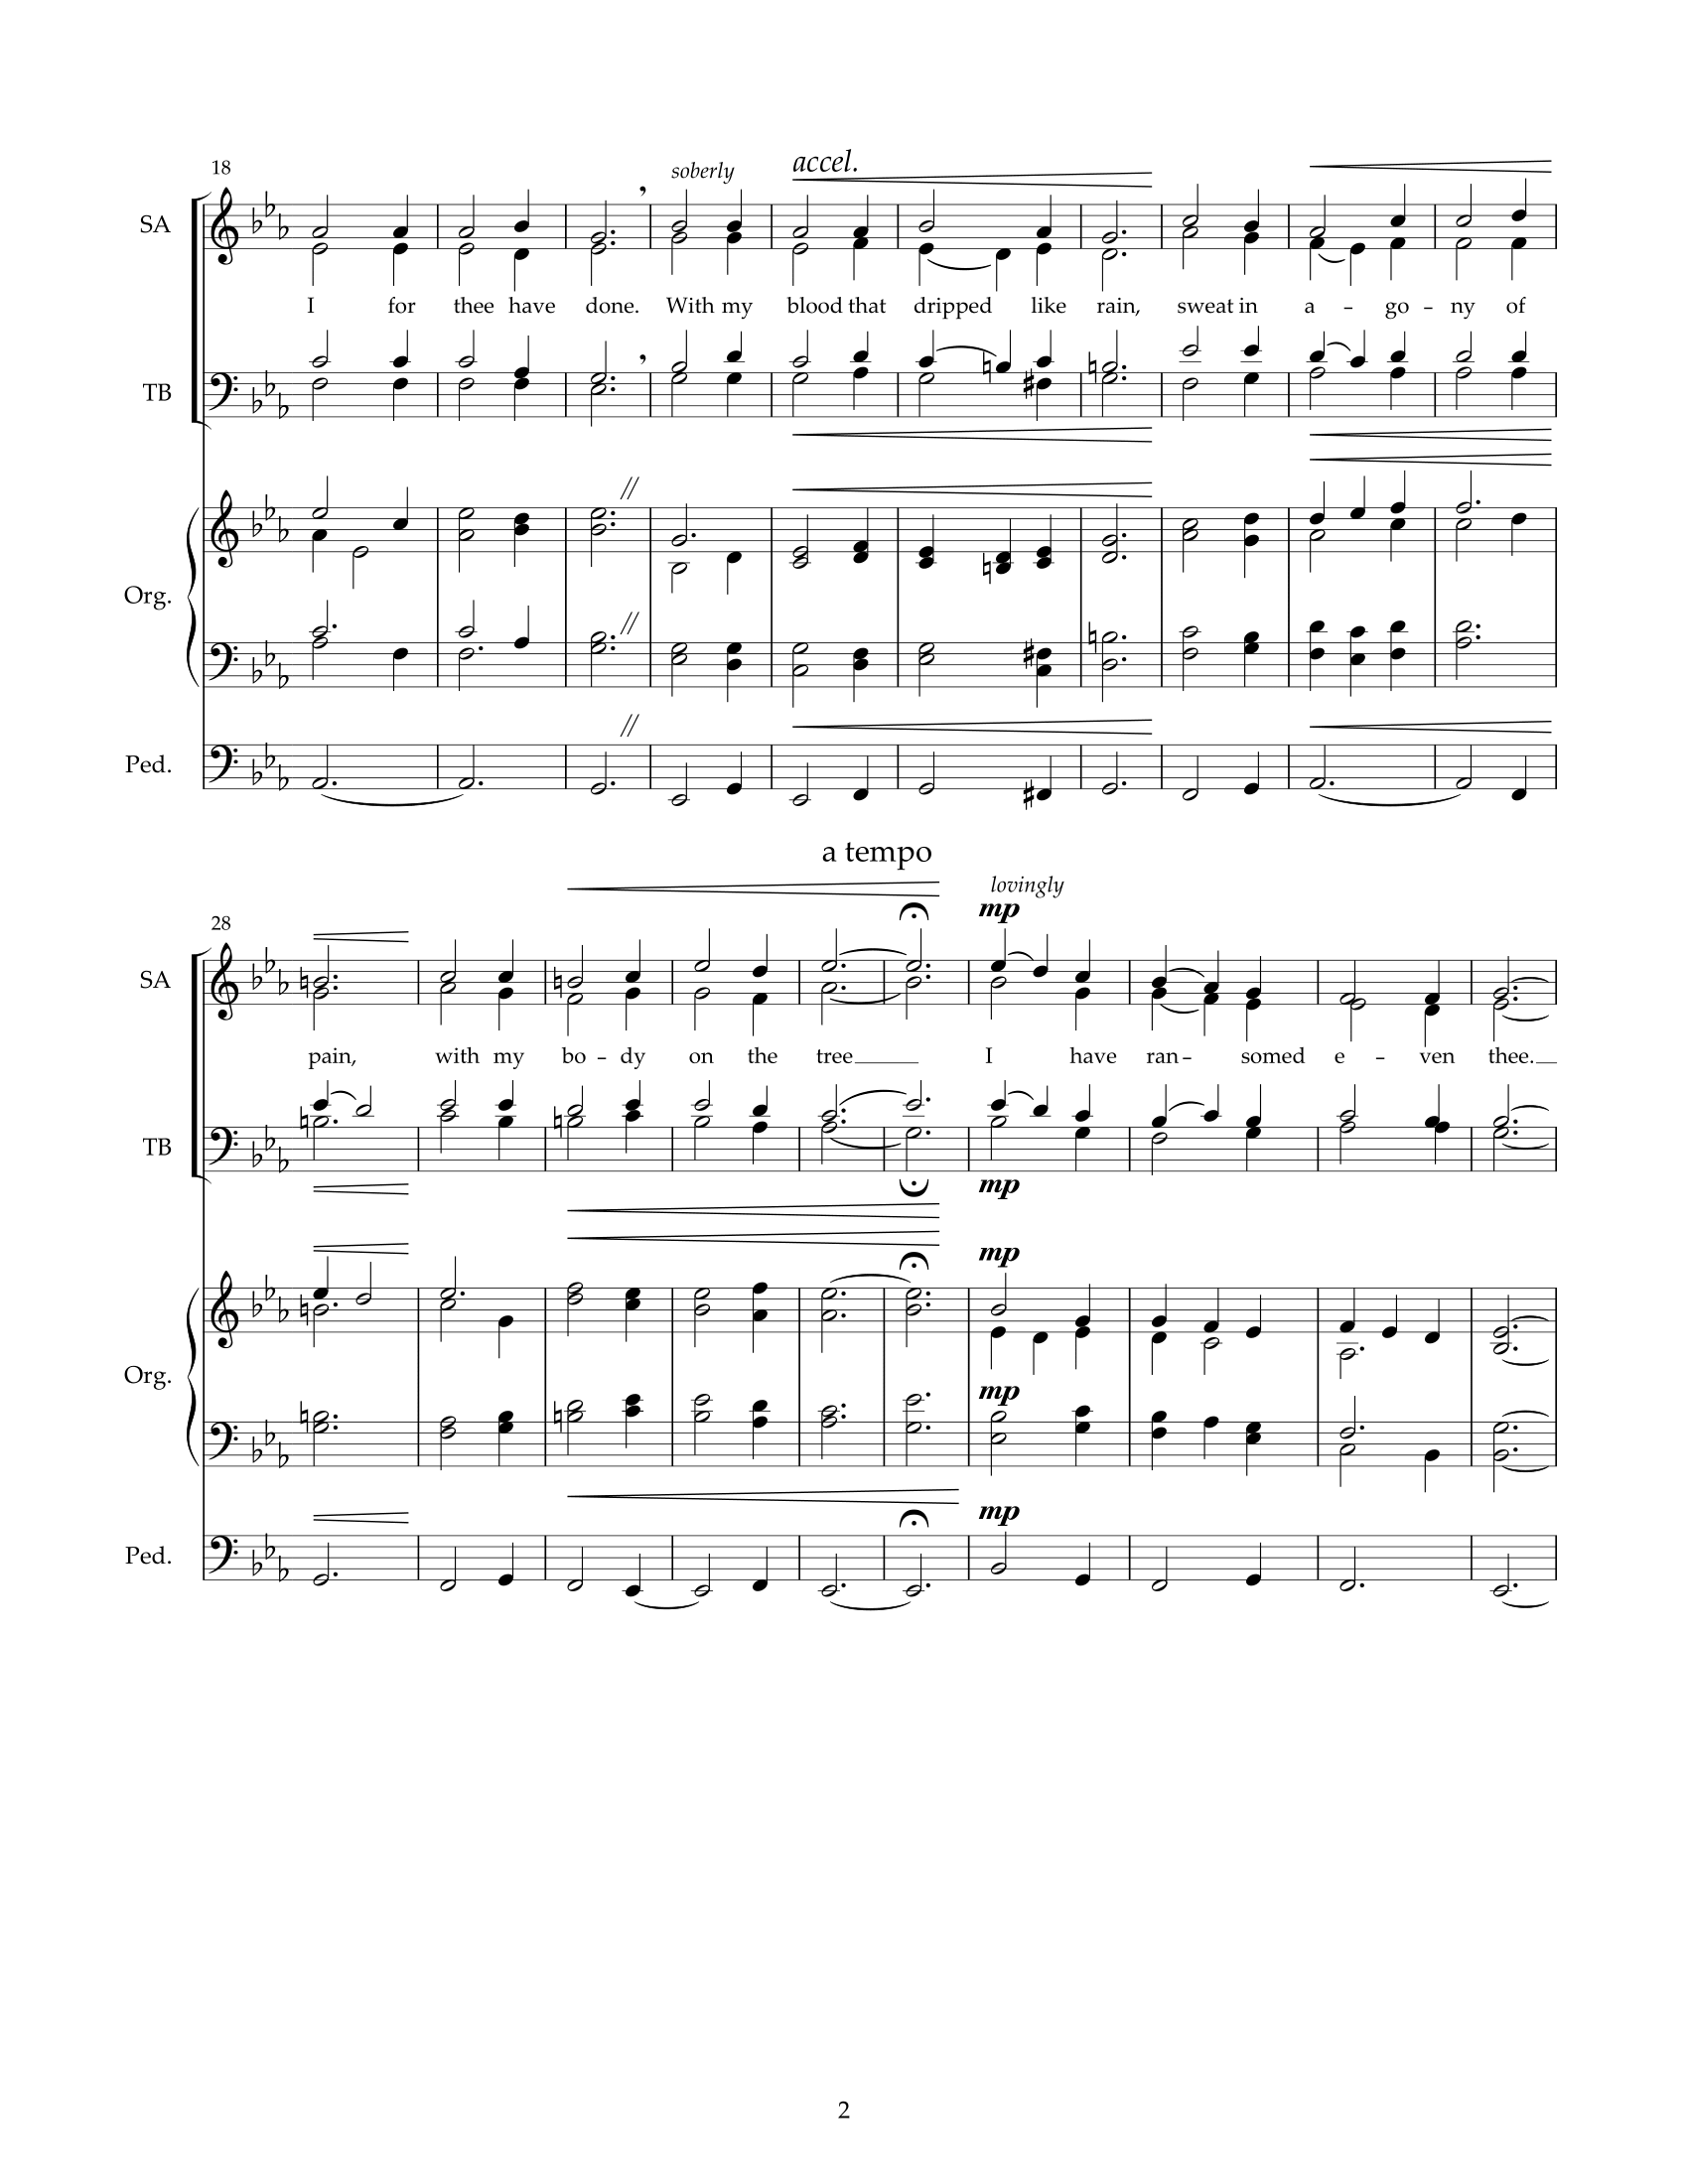 18
soberly
accel.
SA
I for thee have done. With my blood that dripped like rain, sweat in a - go - ny of
TB
Org.
Ped.
a tempo
28
lovingly
mp
SA
pain, with my bo - dy on the tree I have ran - somed e - ven thee.
TB
mp
mp
Org.
mp
mp
Ped.
2